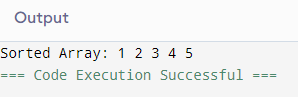 Output
Sorted Array: 1 2 3 4 5
=== Code Execution Successful ===